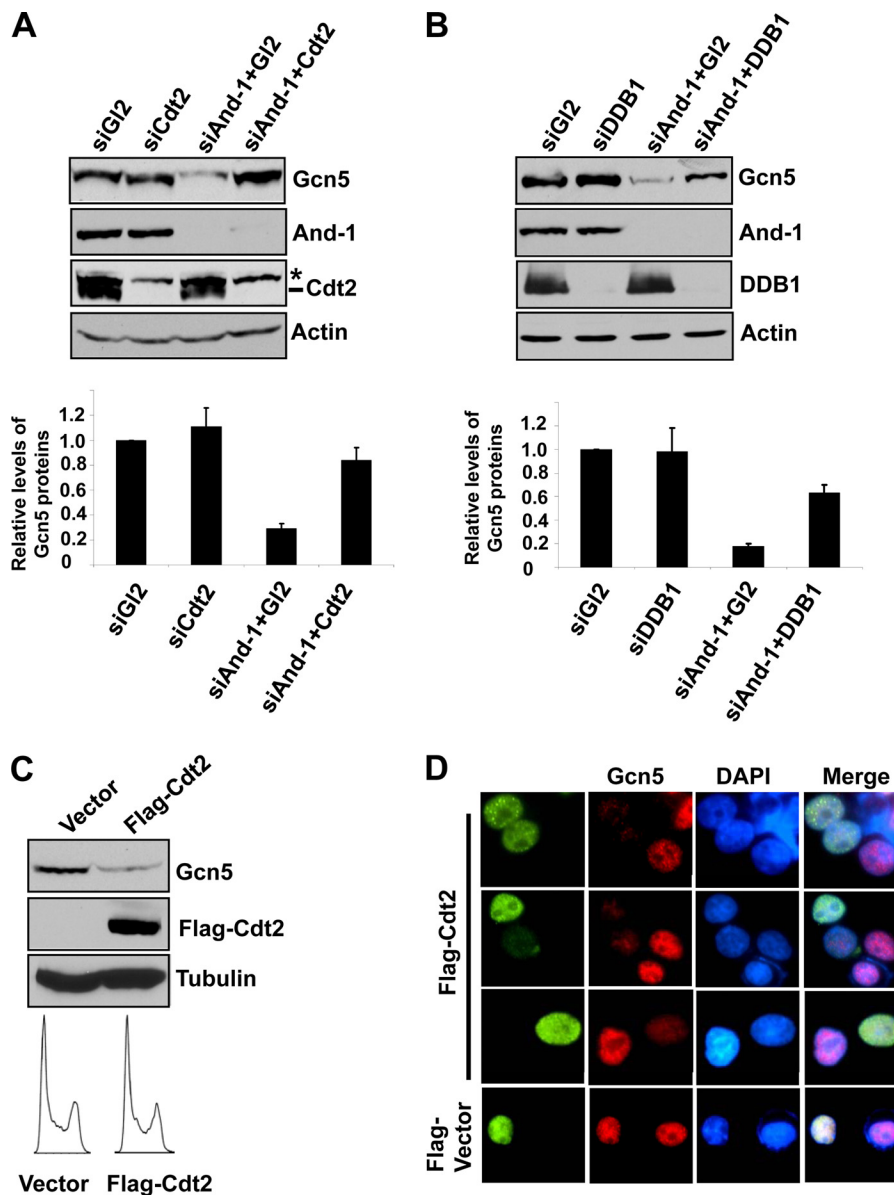 A
siGl2
siCdt2
siAnd-1+Gl2
siAnd-1+Cdt2
Gcn5
And-1
*
Cdt2
Actin
Relative levels of
Gcn5 proteins
1.2
1.0
0.8
0.6
0.4
0.2
0
siGl2
siCdt2
siAnd-1+Gl2
siAnd-1+Cdt2
B
siGl2
siDDB1
siAnd-1+Gl2
siAnd-1+DDB1
Gcn5
And-1
DDB1
Actin
Relative levels of
Gcn5 proteins
1.2
1.0
0.8
0.6
0.4
0.2
0
siGl2
siDDB1
siAnd-1+Gl2
siAnd-1+DDB1
C
Vector
Flag-Cdt2
Gcn5
Flag-Cdt2
Tubulin
Vector
Flag-Cdt2
D
Gcn5
DAPI
Merge
Flag-Cdt2
Flag-
Vector